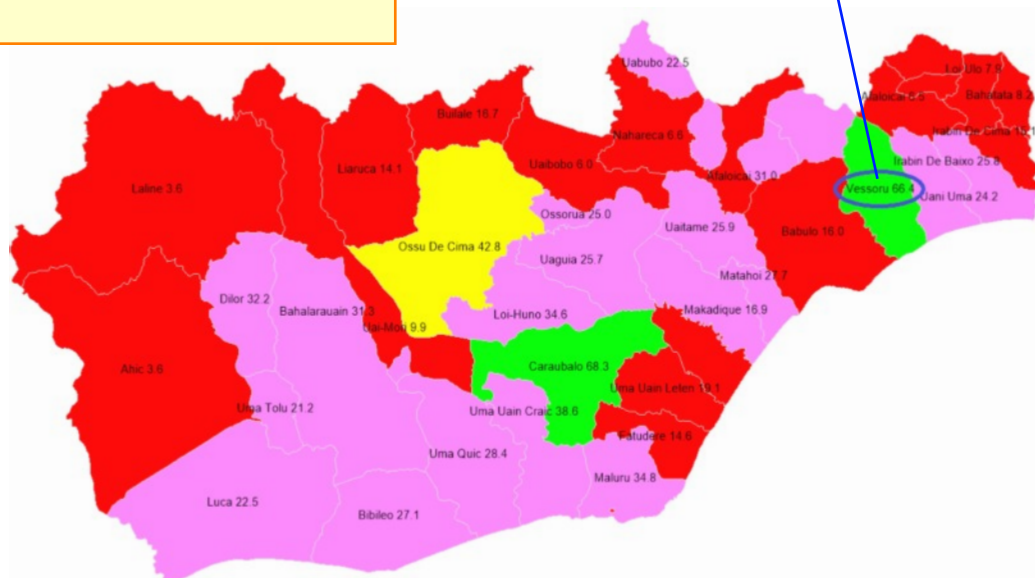 Uabubo 22.5
Loi Ulo 7.8
Afaloicai 8.6
Bahatata 8.2
Builale 16.7
Nahareca 6.6
Irabin De Cima 15.1
Liaruca 14.1
Uaibobo 6.0
Irabin De Baixo 25.8
Afaloicai 31.0
Laline 3.6
Vessoru 66.4
Uani Uma 24.2
Ossorua 25.0
Uaitame 25.9
Babulo 16.0
Ossu De Cima 42.8
Uaguia 25.7
Matahoi 27.7
Dilor 32.2
Bahalarauain 31.3
Loi-Huno 34.6
Makadique 16.9
Uai-Mori 9.9
Ahic 3.6
Caraubalo 68.3
Uma Uain Leten 19.1
Uma Tolu 21.2
Uma Uain Craic 38.6
Fatudere 14.6
Uma Quic 28.4
Maluru 34.8
Luca 22.5
Bibileo 27.1